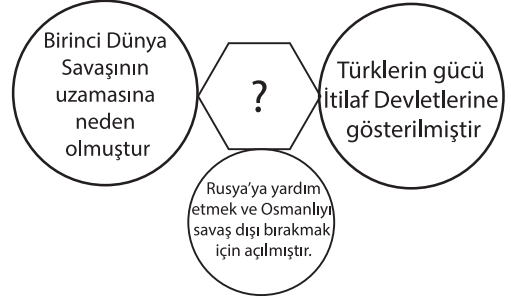 Birinci Dünya
Savaşının
uzamasına
neden
olmuştur
?
Türklerin gücü
İtilaf Devletlerine
gösterilmiştir
Rusya'ya yardım
etmek ve Osmanlıyı
savaş dışı bırakmak
için açılmıştır.